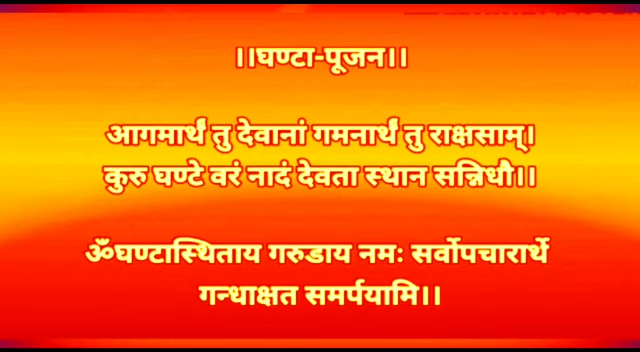 ।।घण्टा-पूजन।।
आगमार्थं तु देवानां गमनार्थं तु राक्षसाम्।
कुरु घण्टे वरं नादं देवता स्थान सन्निधौ।।
ॐघण्टास्थिताय गरुडाय नमः सर्वोपचारार्थे
गन्धाक्षत समर्पयामि।।